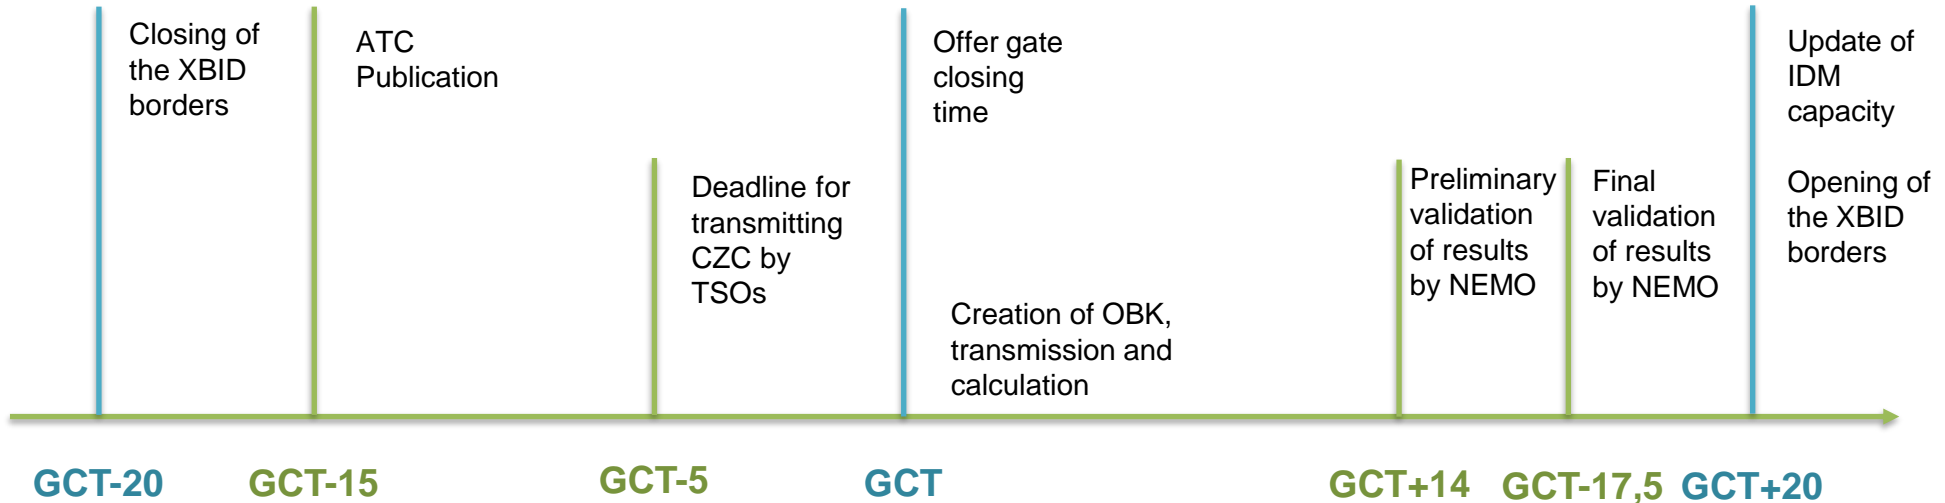 Closing of
the XBID
borders
ATC
Publication
Deadline for
transmitting
CZC by
TSOs
Offer gate
closing
time
Creation of OBK,
transmission and
calculation
Preliminary
validation
of results
by NEMO
Final
validation
of results
by NEMO
Update of
IDM
capacity
Opening of
the XBID
borders
GCT-20
GCT-15
GCT-5
GCT
GCT+14
GCT-17,5
GCT+20